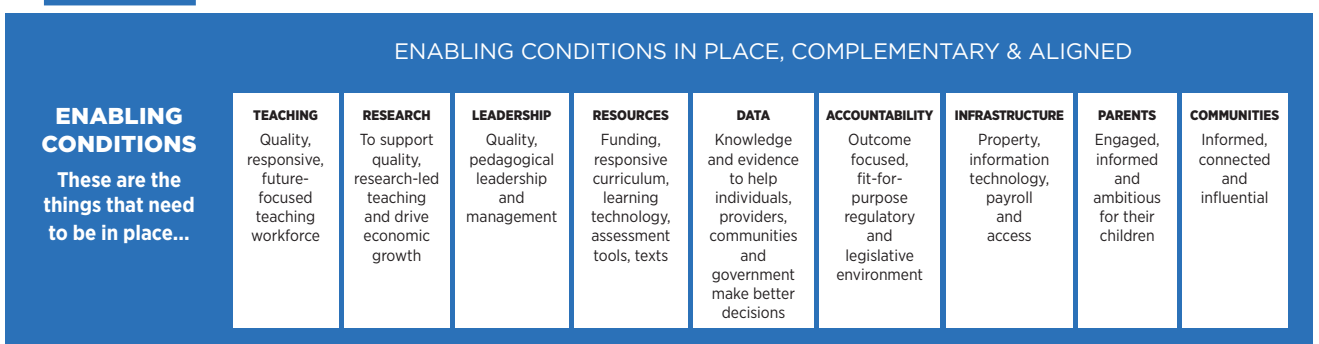 ENABLING CONDITIONS IN PLACE, COMPLEMENTARY & ALIGNED
ENABLING
CONDITIONS
These are the
things that need
to be in place...
TEACHING
Quality,
responsive,
future-
focused
teaching
workforce
RESEARCH
To support
quality,
research-led
teaching
and drive
economic
growth
LEADERSHIP
Quality,
pedagogical
leadership
and
management
RESOURCES
Funding,
responsive
curriculum,
learning
technology,
assessment
tools, texts
DATA
Knowledge
and evidence
to help
individuals,
providers,
communities
and
government
make better
decisions
ACCOUNTABILITY
Outcome
focused,
fit-for-
purpose
regulatory
and
legislative
environment
INFRASTRUCTURE
Property,
information
technology,
payroll
and
access
PARENTS
Engaged,
informed
and
ambitious
for their
children
COMMUNITIES
Informed,
connected
and
influential